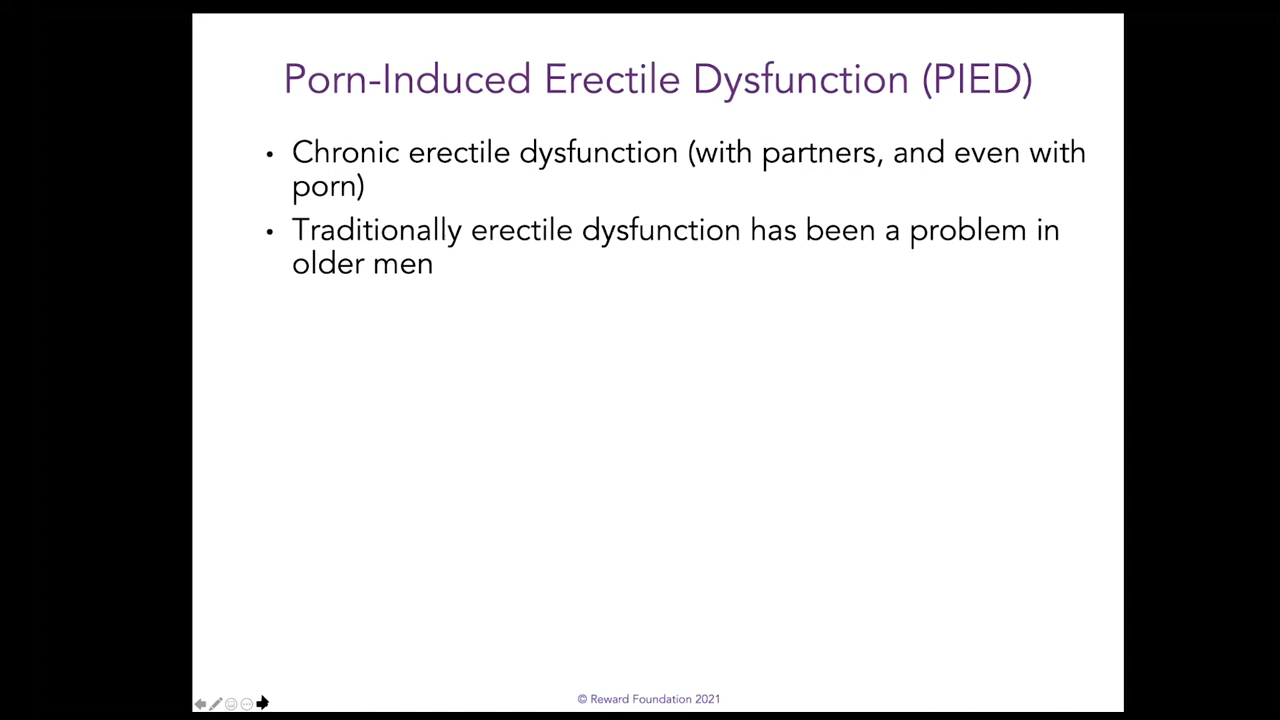 Porn-Induced Erectile Dysfunction (PIED)
• Chronic erectile dysfunction (with partners, and even with
porn)
• Traditionally erectile dysfunction has been a problem in
older men
© Reward Foundation 2021